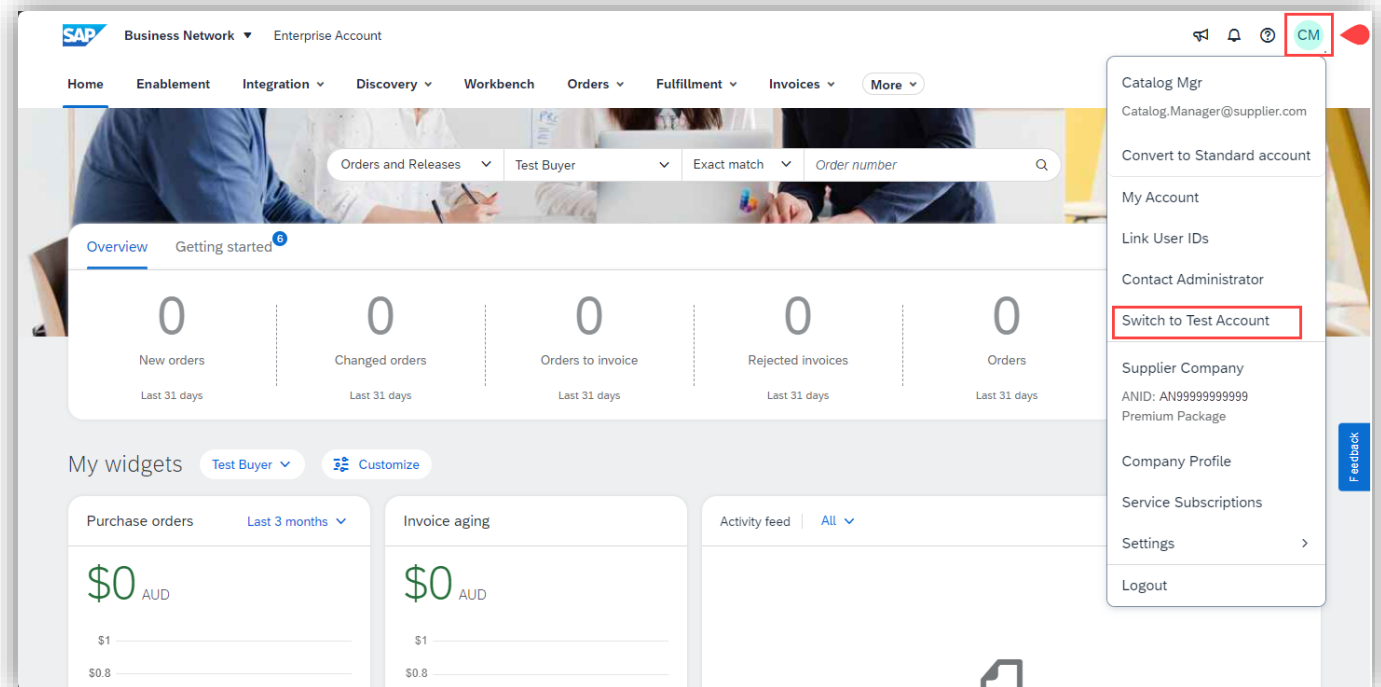 SAP Business Network ▼ Enterprise Account
CM
Home Enablement Integration Discovery Workbench Orders Fulfillment Invoices More
Orders and Releases Test Buyer Exact match Order number
Overview Getting started 6
0 0 0 0 0
New orders Changed orders Orders to invoice Rejected invoices Orders
Last 31 days Last 31 days Last 31 days Last 31 days Last 31 days
My widgets Test Buyer Customize
Purchase orders Last 3 months
$0 AUD
$1
$0.8
Invoice aging
$0 AUD
$1
$0.8
Activity feed All
Catalog Mgr
Catalog.Manager@supplier.com
Convert to Standard account
My Account
Link User IDs
Contact Administrator
Switch to Test Account
Supplier Company
ANID: AN99999999999
Premium Package
Company Profile
Service Subscriptions
Settings
Logout
Feedback